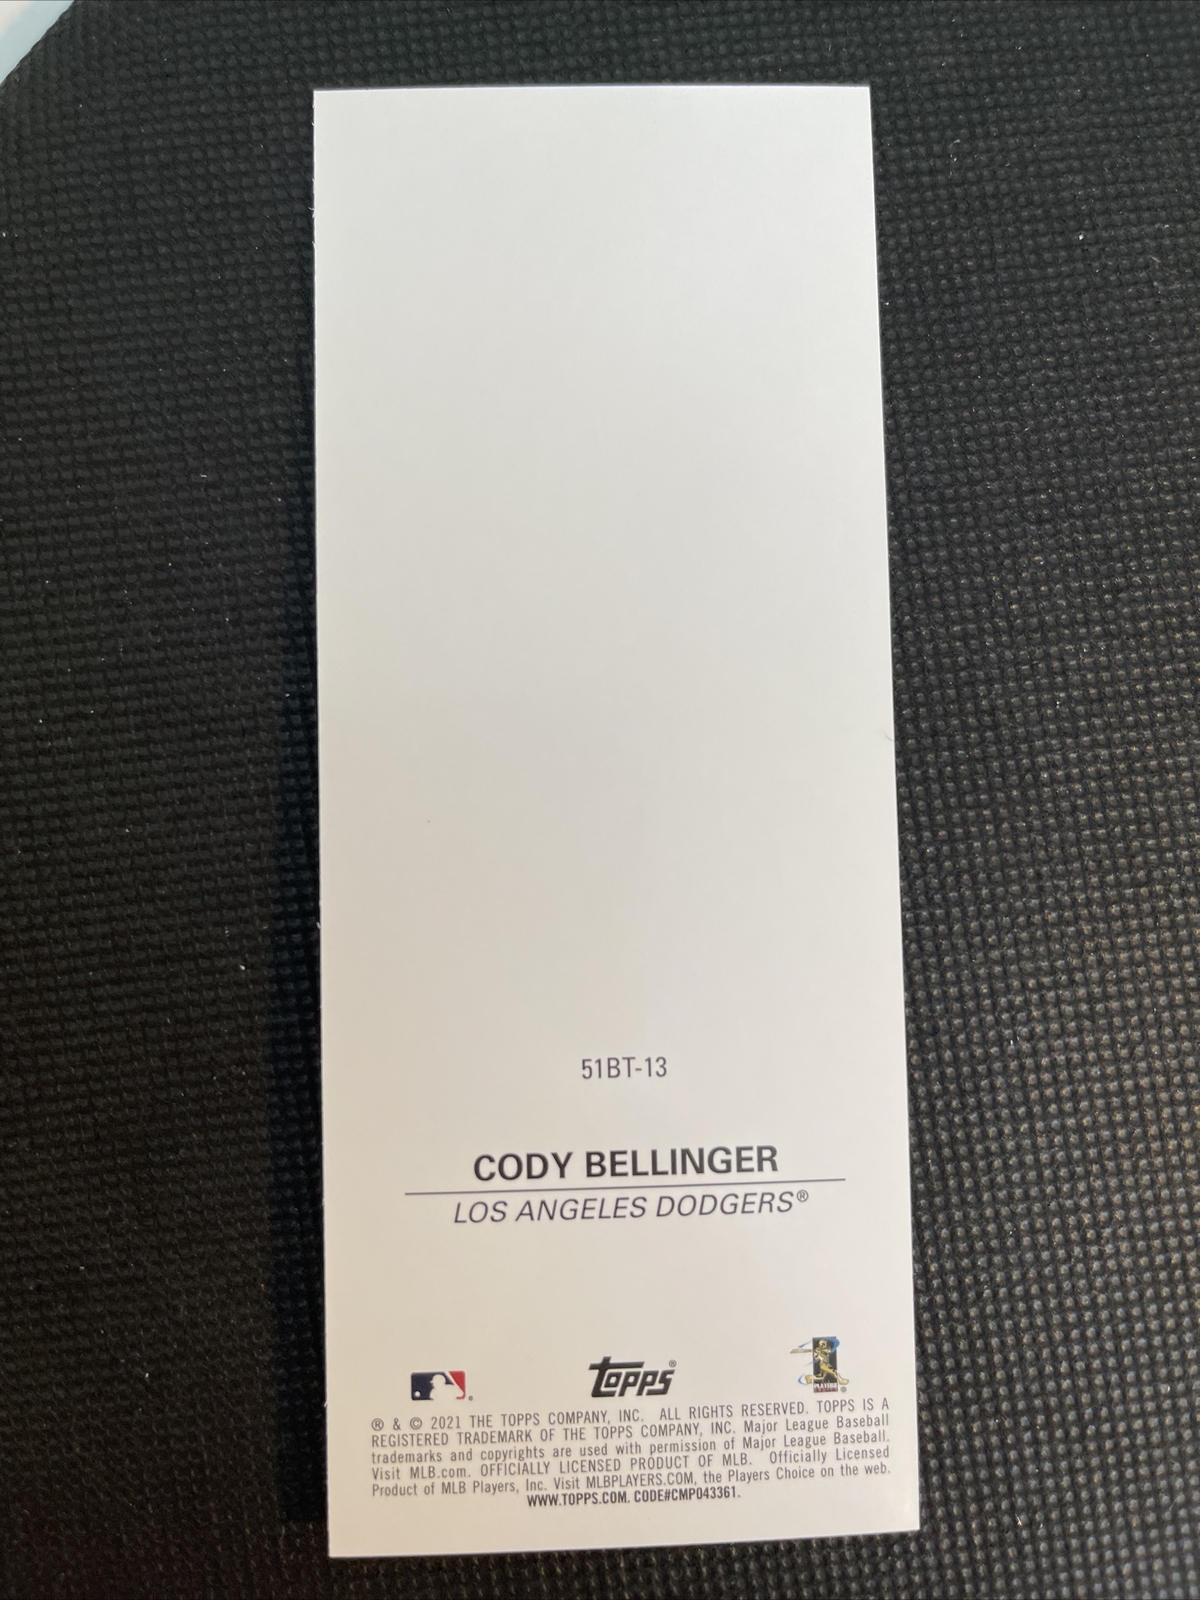 51BT-13
CODY BELLINGER
LOS ANGELES DODGERS®
Topps®
PLAYERS
® & © 2021 THE TOPPS COMPANY, INC. ALL RIGHTS RESERVED. TOPPS IS A
REGISTERED TRADEMARK OF THE TOPPS COMPANY, INC. Major League Baseball
trademarks and copyrights are used with permission of Major League Baseball.
Visit MLB.com. OFFICIALLY LICENSED PRODUCT OF MLB. Officially Licensed
Product of MLB Players, Inc. Visit MLBPLAYERS.COM, the Players Choice on the web.
WWW.TOPPS.COM. CODE#CMP043361.